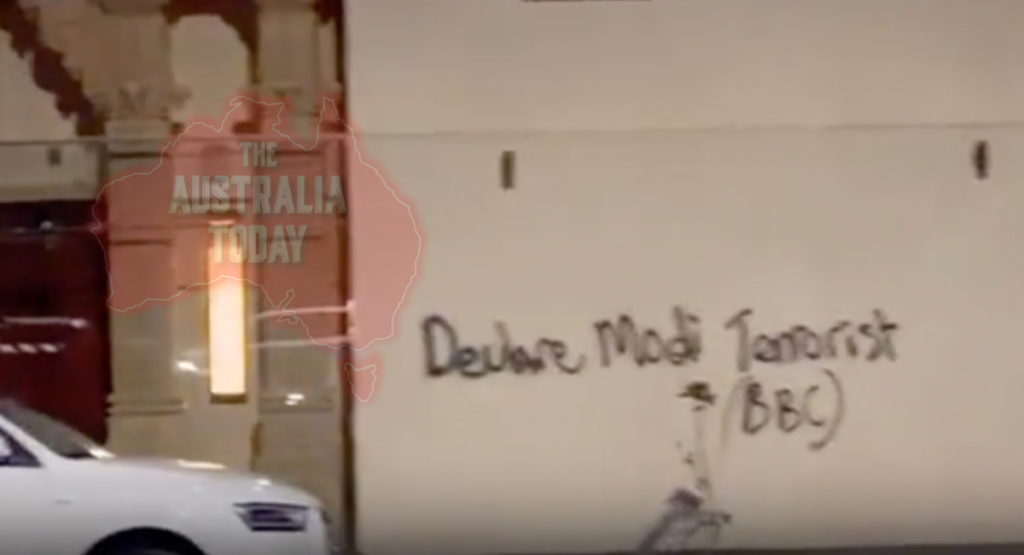 THE
AUSTRALIA
TODAY
Declare Modi Terrorist
(BBC)